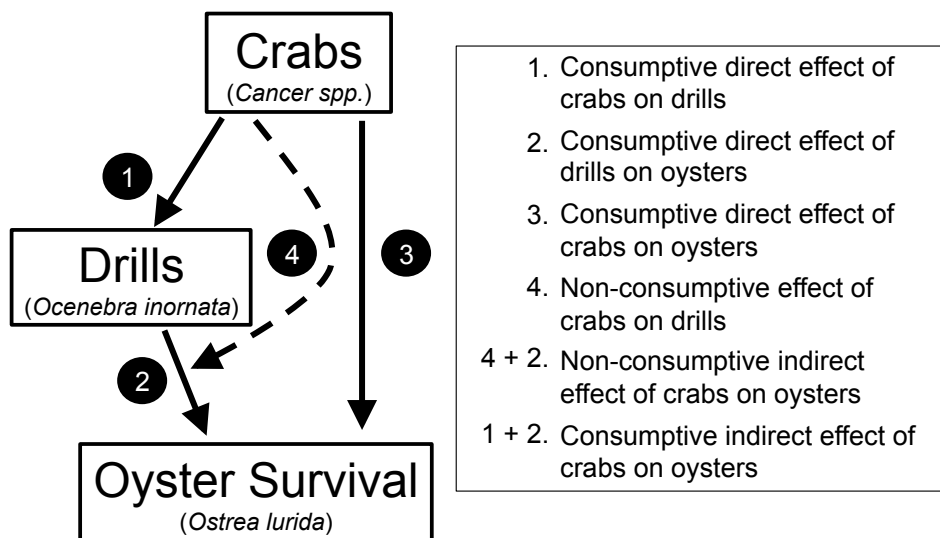 Crabs
(Cancer spp.)
1
4
3
Drills
(Ocenebra inornata)
2
Oyster Survival
(Ostrea lurida)
1. Consumptive direct effect of
crabs on drills
2. Consumptive direct effect of
drills on oysters
3. Consumptive direct effect of
crabs on oysters
4. Non-consumptive effect of
crabs on drills
4 + 2. Non-consumptive indirect
effect of crabs on oysters
1 + 2. Consumptive indirect effect of
crabs on oysters